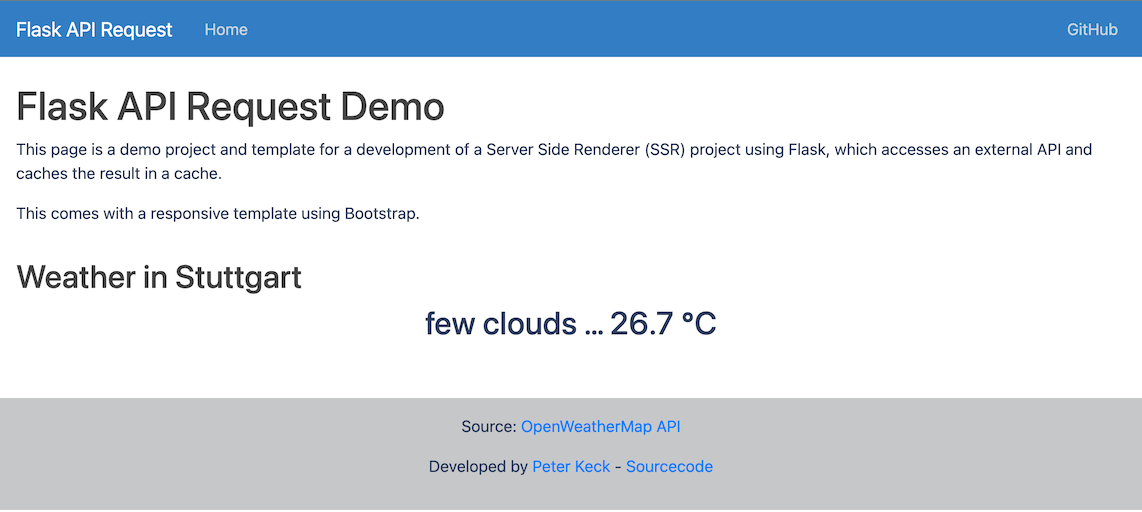 Flask API Request Home GitHub
Flask API Request Demo
This page is a demo project and template for a development of a Server Side Renderer (SSR) project using Flask, which accesses an external API and
caches the result in a cache.
This comes with a responsive template using Bootstrap.
Weather in Stuttgart
few clouds ... 26.7 °C
Source: OpenWeatherMap API
Developed by Peter Keck - Sourcecode